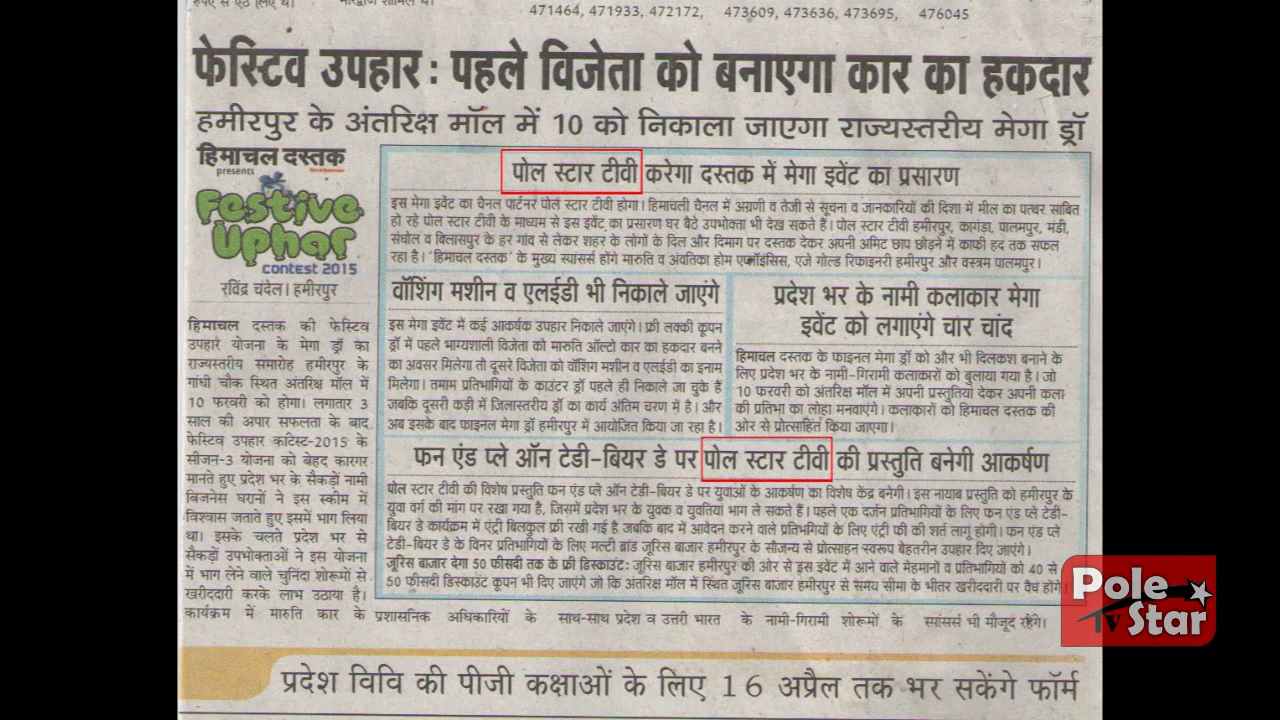 471464, 471933, 472172, 473609, 473636, 473695, 476045
फेस्टिव उपहार : पहले विजेता को बनाएगा कार का हकदार
हमीरपुर के अंतरिक्ष मॉल में 10 को निकाला जाएगा राज्यस्तरीय मेगा ड्रॉ
हिमाचल दस्तक
presents
Festive
Uphar
contest 2015
रविंद्र चंदेल। हमीरपुर
हिमाचल दस्तक की फेस्टिव
उपहार योजना के मेगा ड्रॉ का
राज्यस्तरीय समारोह हमीरपुर के
गांधी चौक स्थित अंतरिक्ष मॉल में
10 फरवरी को होगा। लगातार 3
साल की अपार सफलता के बाद
फेस्टिव उपहार कांटेस्ट-2015 के
सीजन-3 योजना को बेहद कारगर
मानते हुए प्रदेश भर के सैकड़ों नामी
बिजनेस घरानों ने इस स्कीम में
विश्वास जताते हुए इसमें भाग लिया
था। इसके चलते प्रदेश भर से
सैकड़ों उपभोक्ताओं ने इस योजना
में भाग लेने वाले चुनिंदा शोरूमों से
खरीददारी करके लाभ उठाया है।
कार्यक्रम में मारुति कार के प्रशासनिक अधिकारियों के साथ-साथ प्रदेश व उत्तरी भारत के नामी-गिरामी शोरूमों के स्पांसर्स भी मौजूद रहेंगे।
पोल स्टार टीवी करेगा दस्तक में मेगा इवेंट का प्रसारण
इस मेगा इवेंट का चैनल पार्टनर पोल स्टार टीवी होगा। हिमाचली चैनल में अग्रणी व तेजी से सूचना व जानकारियों की दिशा में मील का पत्थर साबित
हो रहे पोल स्टार टीवी के माध्यम से इस इवेंट का प्रसारण घर बैठे उपभोक्ता भी देख सकते हैं। पोल स्टार टीवी हमीरपुर, कांगडा, पालमपुर, मंडी,
संधोल व बिलासपुर के हर गांव से लेकर शहर के लोगों के दिल और दिमाग पर दस्तक देकर अपनी अमिट छाप छोड़ने में काफी हद तक सफल
रहा है। 'हिमाचल दस्तक' के मुख्य स्पांसर्स होंगे मारुति व अंवतिका होम एप्लांइसिस, एजे गोल्ड रिफाइनरी हमीरपुर और वस्त्रम पालमपुर।
वॉशिंग मशीन व एलईडी भी निकाले जाएंगे
इस मेगा इवेंट में कई आकर्षक उपहार निकाले जाएंगे। फ्री लक्की कूपन
ड्रॉ में पहले भाग्यशाली विजेता को मारुति ऑल्टो कार का हकदार बनने
का अवसर मिलेगा तो दूसरे विजेता को वॉशिंग मशीन व एलईडी का इनाम
मिलेगा। तमाम प्रतिभागियों के काउंटर ड्रॉ पहले ही निकाले जा चुके हैं
जबकि दूसरी कड़ी में जिलास्तरीय ड्रॉ का कार्य अंतिम चरण में है। और
अब इसके बाद फाइनल मेगा ड्रॉ हमीरपुर में आयोजित किया जा रहा है।
प्रदेश भर के नामी कलाकार मेगा
इवेंट को लगाएंगे चार चांद
हिमाचल दस्तक के फाइनल मेगा ड्रॉ को और भी दिलकश बनाने के
लिए प्रदेश भर के नामी-गिरामी कलाकारों को बुलाया गया है। जो
10 फरवरी को अंतरिक्ष मॉल में अपनी प्रस्तुतियां देकर अपनी कला
की प्रतिभा का लोहा मनवाएंगे। कलाकारों को हिमाचल दस्तक की
ओर से प्रोत्साहित किया जाएगा।
फन एंड प्ले ऑन टेडी-बियर डे पर पोल स्टार टीवी की प्रस्तुति बनेगी आकर्षण
पोल स्टार टीवी की विशेष प्रस्तुति फन एंड प्ले ऑन टेडी-बियर डे पर युवाओं के आकर्षण का विशेष केंद्र बनेगी। इस नायाब प्रस्तुति को हमीरपुर के
युवा वर्ग की मांग पर रखा गया है, जिसमें प्रदेश भर के युवक व युवतियां भाग ले सकते हैं। पहले एक दर्जन प्रतिभागियों के लिए फन एंड प्ले टेडी-
बियर डे कार्यक्रम में एंट्री बिलकुल फ्री रखी गई है जबकि बाद में आवेदन करने वाले प्रतिभगियों के लिए एंट्री फी की शर्त लागू होगी। फन एंड प्ले
टेडी-बियर डे के विनर प्रतिभागियों के लिए मल्टी ब्रांड जूरिस बाजार हमीरपुर के सौजन्य से प्रोत्साहन स्वरूप बेहतरीन उपहार दिए जाएंगे।
जूरिस बाजार देगा 50 फीसदी तक के फ्री डिस्काउंट: जूरिस बाजार हमीरपुर की ओर से इस इवेंट में आने वाले मेहमानों व प्रतिभागियों को 40 से
50 फीसदी डिस्काउंट कूपन भी दिए जाएंगे जो कि अंतरिक्ष मॉल में स्थित जूरिस बाजार हमीरपुर से समय सीमा के भीतर खरीददारी पर वैध होंगे।
Pole
Star
TV
प्रदेश विवि की पीजी कक्षाओं के लिए 16 अप्रैल तक भर सकेंगे फॉर्म